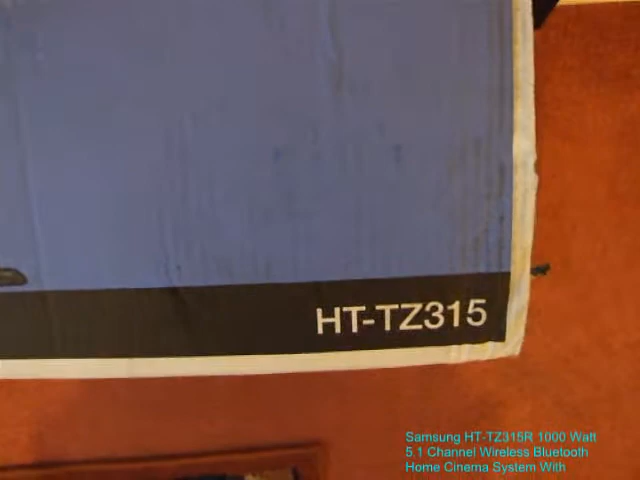 HT-TZ315
Samsung HT-TZ315R 1000 Watt
5.1 Channel Wireless Bluetooth
Home Cinema System With